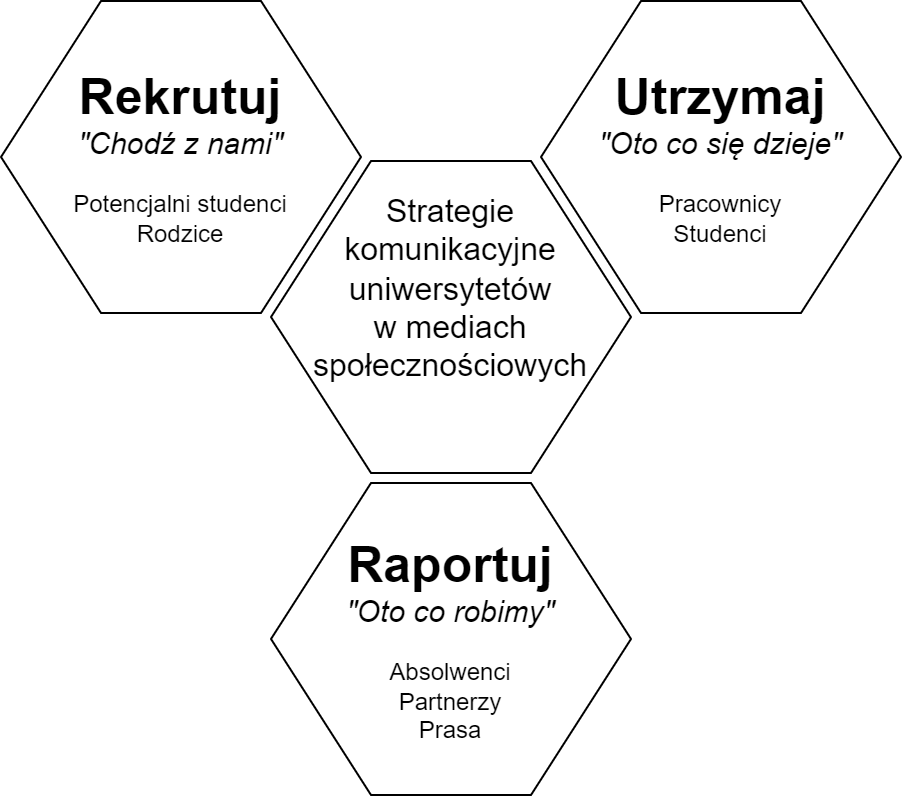 Rekrutuj
"Chodź z nami"
Potencjalni studenci
Rodzice
Utrzymaj
"Oto co się dzieje"
Pracownicy
Studenci
Strategie
komunikacyjne
uniwersytetów
w mediach
społecznościowych
Raportuj
"Oto co robimy"
Absolwenci
Partnerzy
Prasa